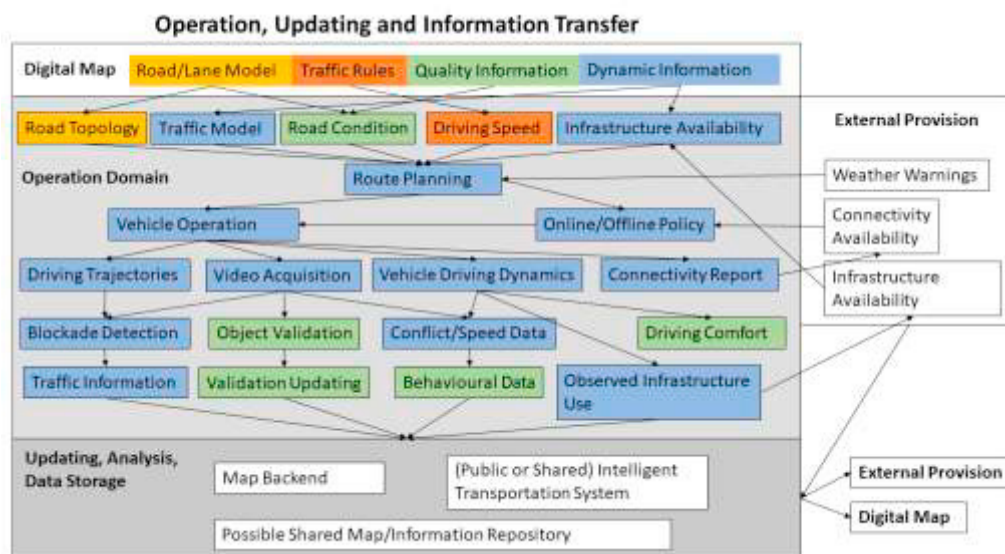 Operation, Updating and Information Transfer
Digital Map
Road/Lane Model
Traffic Rules
Quality Information
Dynamic Information
Road Topology
Traffic Model
Road Condition
Driving Speed
Infrastructure Availability
External Provision
Operation Domain
Route Planning
Weather Warnings
Vehicle Operation
Online/Offline Policy
Connectivity
Availability
Driving Trajectories
Video Acquisition
Vehicle Driving Dynamics
Connectivity Report
Infrastructure
Availability
Blockade Detection
Object Validation
Conflict/Speed Data
Driving Comfort
Traffic Information
Validation Updating
Behavioural Data
Observed Infrastructure
Use
Updating, Analysis,
Data Storage
Map Backend
(Public or Shared) Intelligent
Transportation System
External Provision
Digital Map
Possible Shared Map/Information Repository